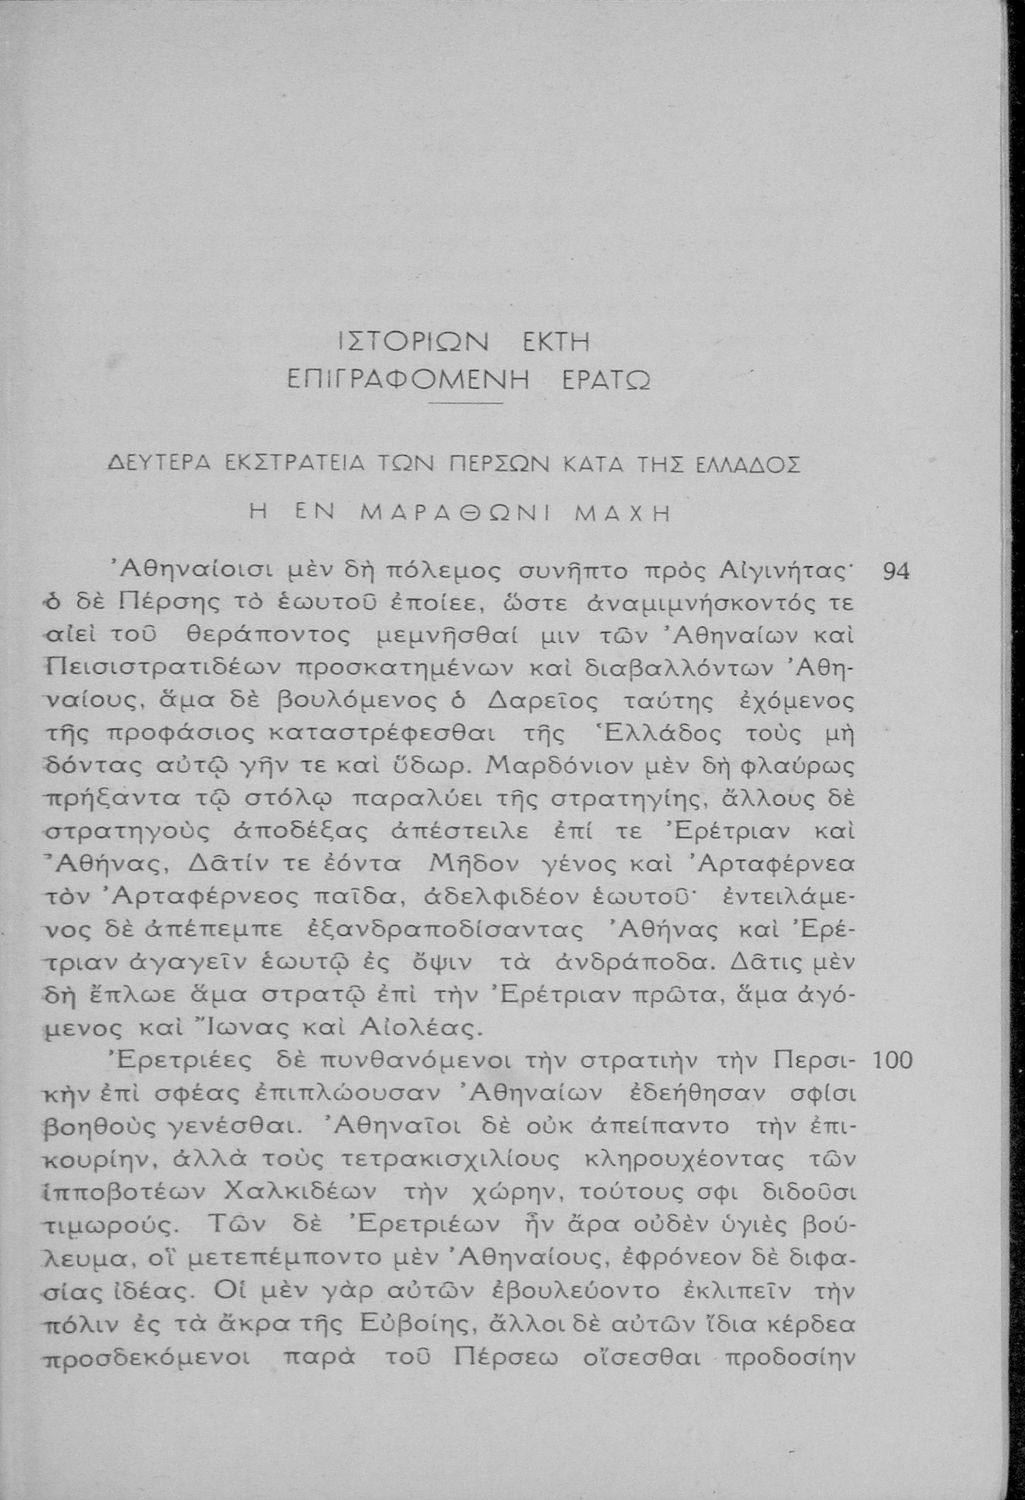 ΙΣΤΟΡΙΩΝ ΕΚΤΗ
ΕΠΙΓΡΑΦΟΜΕΝΗ ΕΡΑΤΩ
ΔΕΥΤΕΡΑ ΕΚΣΤΡΑΤΕΙΑ ΤΩΝ ΠΕΡΣΩΝ ΚΑΤΑ ΤΗΣ ΕΛΛΑΔΟΣ
Η ΕΝ ΜΑΡΑΘΩΝΙ ΜΑΧΗ
Ἀθηναίοισι μὲν δὴ πόλεμος συνῆπτο πρὸς Αἰγινήτας· 94
ὁ δὲ Πέρσης τὸ ἑωυτοῦ ἐποίεε, ὥστε ἀναμιμνήσκοντός τε
αἰεὶ τοῦ θεράποντος μεμνῆσθαί μιν τῶν Ἀθηναίων καὶ
Πεισιστρατιδέων προσκατημένων καὶ διαβαλλόντων Ἀθη-
ναίους, ἅμα δὲ βουλόμενος ὁ Δαρεῖος ταύτης ἐχόμενος
τῆς προφάσιος καταστρέφεσθαι τῆς Ἑλλάδος τοὺς μὴ
δόντας αὐτῷ γῆν τε καὶ ὕδωρ. Μαρδόνιον μὲν δὴ φλαύρως
πρήξαντα τῷ στόλῳ παραλύει τῆς στρατηγίης, ἄλλους δὲ
στρατηγοὺς ἀποδέξας ἀπέστειλε ἐπί τε Ἐρέτριαν καὶ
Ἀθήνας, Δᾶτίν τε ἐόντα Μῆδον γένος καὶ Ἀρταφέρνεα
τὸν Ἀρταφέρνεος παῖδα, ἀδελφιδέον ἑωυτοῦ· ἐντειλάμε-
νος δὲ ἀπέπεμπε ἐξανδραποδίσαντας Ἀθήνας καὶ Ἐρέ-
τριαν ἀγαγεῖν ἑωυτῷ ἐς ὄψιν τὰ ἀνδράποδα. Δᾶτις μὲν
δὴ ἔπλωε ἅμα στρατῷ ἐπὶ τὴν Ἐρέτριαν πρῶτα, ἅμα ἀγό-
μενος καὶ Ἴωνας καὶ Αἰολέας.
Ἐρετριέες δὲ πυνθανόμενοι τὴν στρατιὴν τὴν Περσι- 100
κὴν ἐπὶ σφέας ἐπιπλώουσαν Ἀθηναίων ἐδεήθησαν σφίσι
βοηθοὺς γενέσθαι. Ἀθηναῖοι δὲ οὐκ ἀπείπαντο τὴν ἐπι-
κουρίην, ἀλλὰ τοὺς τετρακισχιλίους κληρουχέοντας τῶν
ἱπποβοτέων Χαλκιδέων τὴν χώρην, τούτους σφι διδοῦσι
τιμωρούς. Τῶν δὲ Ἐρετριέων ἦν ἄρα οὐδὲν ὑγιὲς βού-
λευμα, οἳ μετεπέμποντο μὲν Ἀθηναίους, ἐφρόνεον δὲ διφα-
σίας ἰδέας. Οἱ μὲν γὰρ αὐτῶν ἐβουλεύοντο ἐκλιπεῖν τὴν
πόλιν ἐς τὰ ἄκρα τῆς Εὐβοίης, ἄλλοι δὲ αὐτῶν ἴδια κέρδεα
προσδεκόμενοι παρὰ τοῦ Πέρσεω οἴσεσθαι προδοσίην